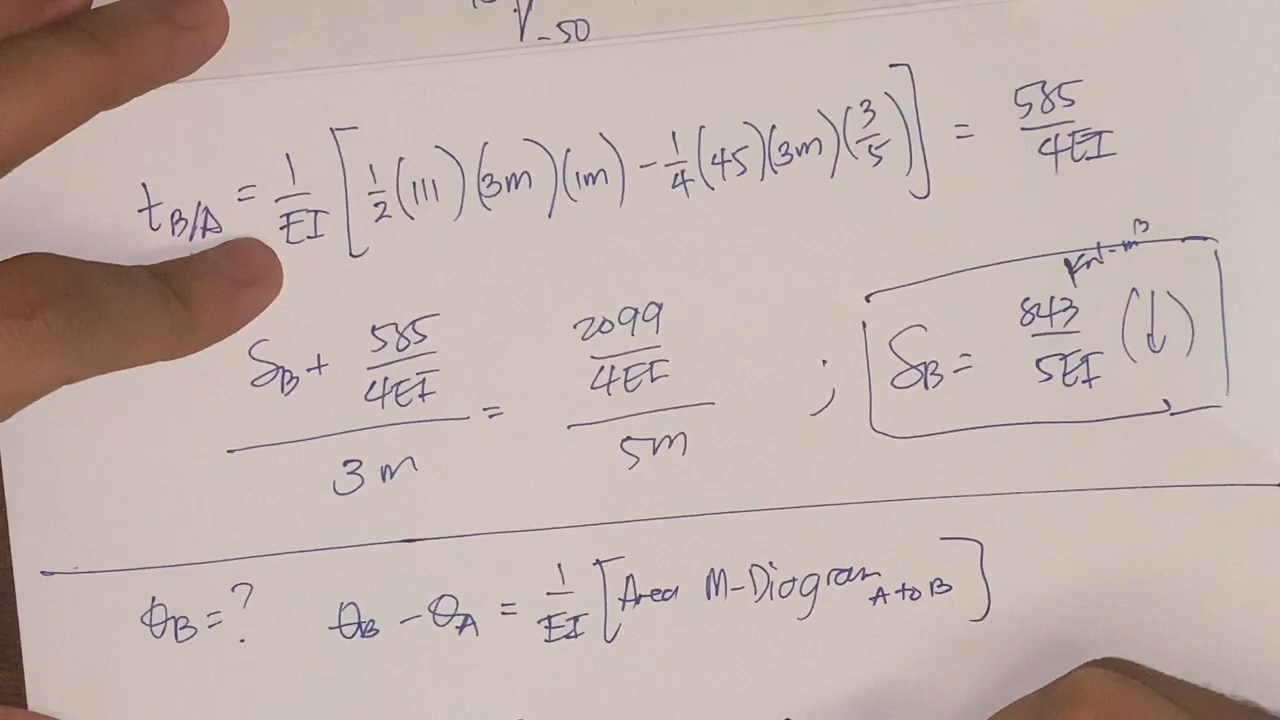 -50
t_B/A = 1/EI [ 1/2 (111)(3m)(1m) - 1/4 (45)(3m)(3/5) ] = 585/4EI
(δ_B + 585/4EI) / 3m = (2099/4EI) / 5m ; δ_B = 843/5EI kN-m³ (↓)
θ_B = ? θ_B - θ_A = 1/EI [Area M-Diagram A to B]